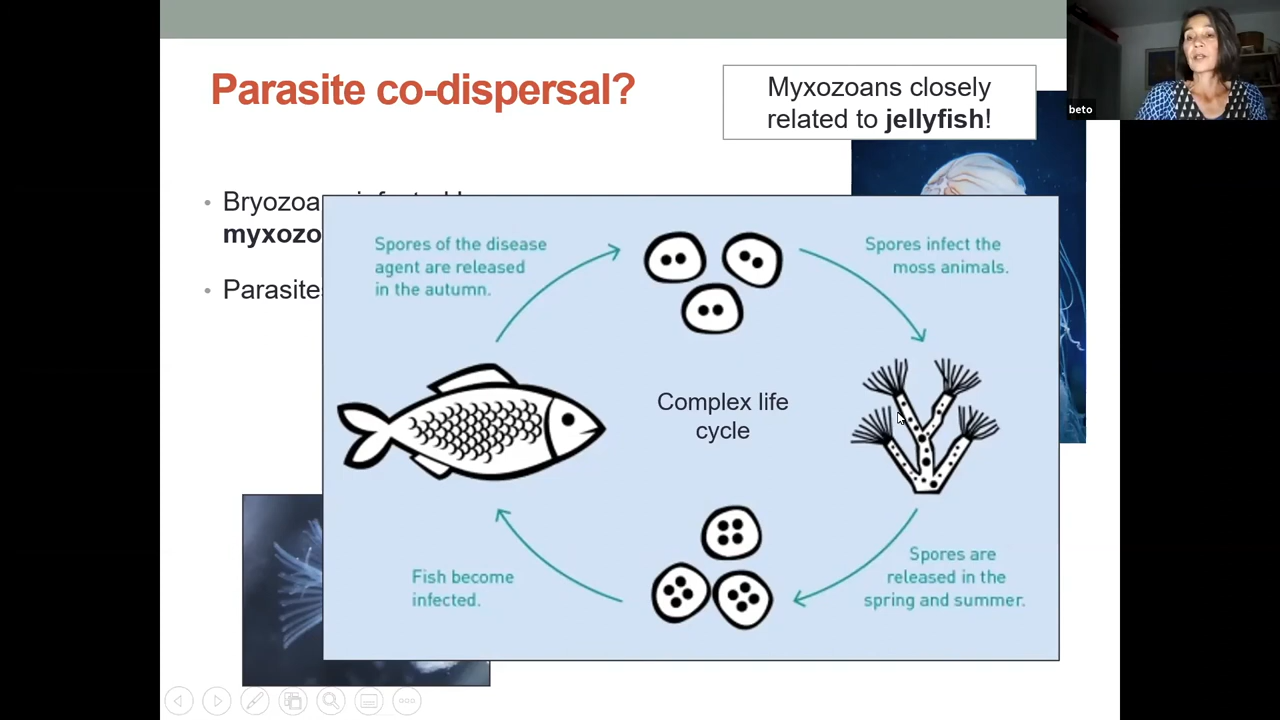 Parasite co-dispersal?
Myxozoans closely
related to jellyfish!
beto
Bryozoa
myxozo
Parasite
Spores of the disease
agent are released
in the autumn.
Spores infect the
moss animals.
Complex life
cycle
Fish become
infected.
Spores are
released in the
spring and summer.